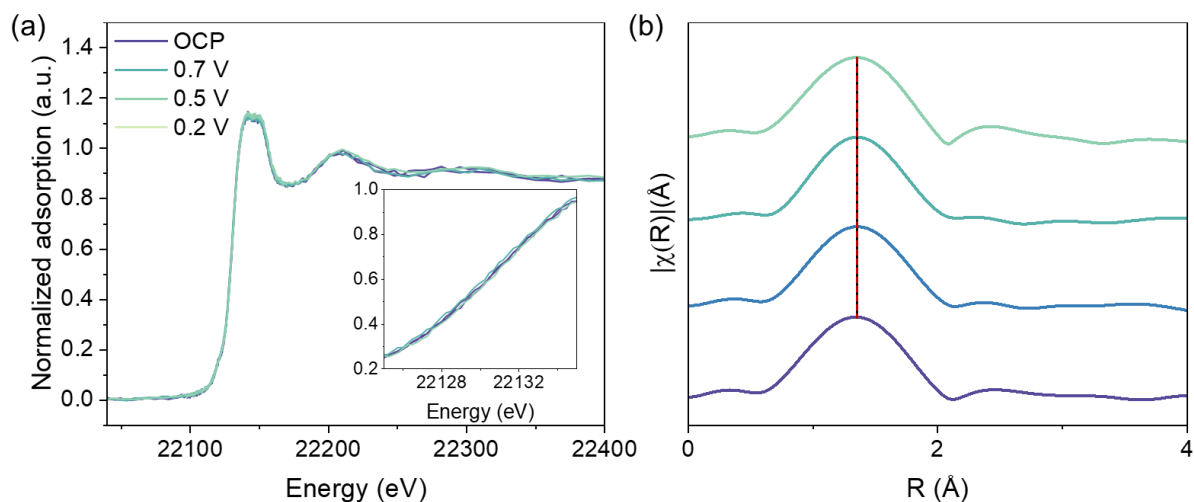 (a)
OCP
0.7 V
0.5 V
0.2 V
Normalized adsorption (a.u.)
1.4
1.2
1.0
0.8
0.6
0.4
0.2
0.0
22100
22200
22300
22400
Energy (eV)
1.0
0.8
0.6
0.4
0.2
22128
22132
Energy (eV)
(b)
|χ(R)|(Å)
0
2
4
R (Å)